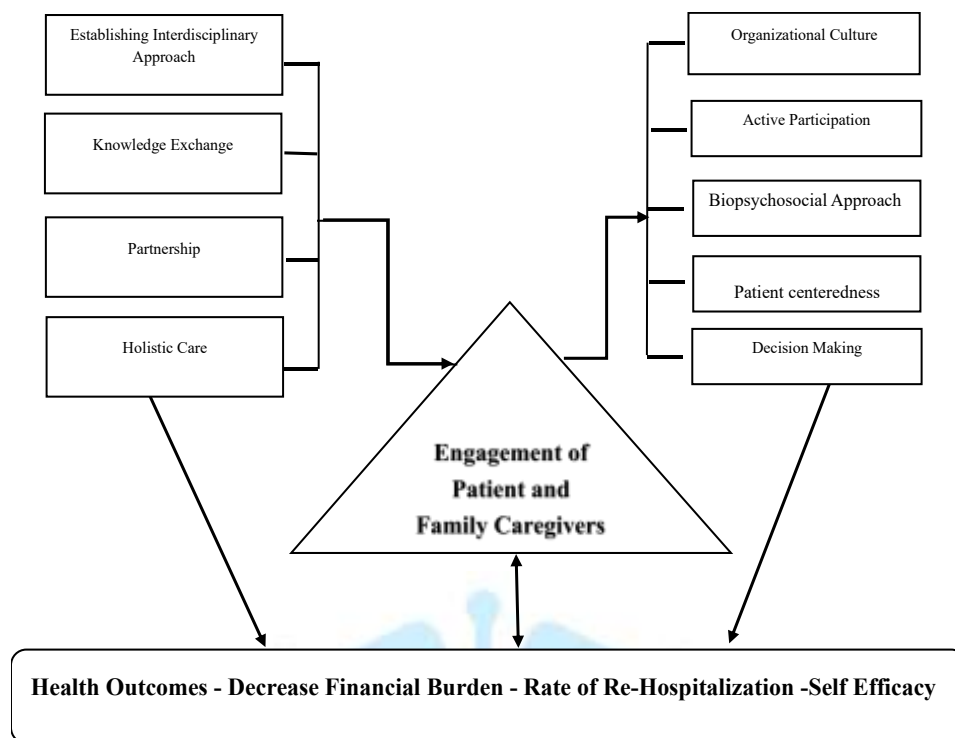 Establishing Interdisciplinary
Approach
Knowledge Exchange
Partnership
Holistic Care
Organizational Culture
Active Participation
Biopsychosocial Approach
Patient centeredness
Decision Making
Engagement of
Patient and
Family Caregivers
Health Outcomes - Decrease Financial Burden - Rate of Re-Hospitalization -Self Efficacy